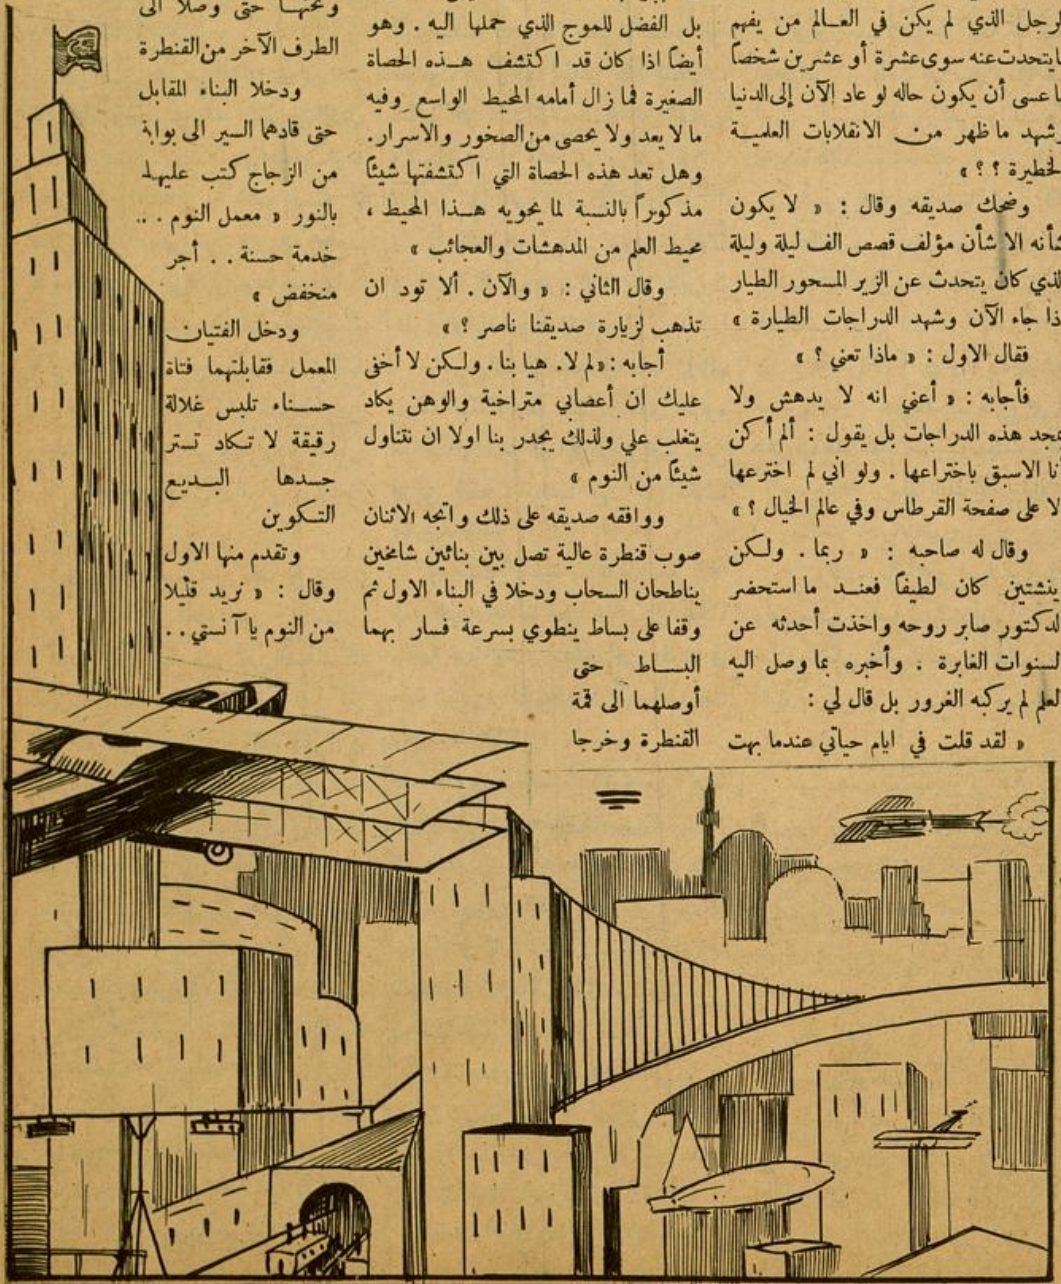 رجل الذي لم يكن في العالم من يفهم
ما يتحدث عنه سوى عشرة أو عشرين شخصاً
ما عسى أن يكون حاله لو عاد الآن إلى الدنيا
وشهد ما ظهر من الانقلابات العلمية
الخطيرة ؟ ؟ »
وضحك صديقه وقال : « لا يكون
شأنه الا شأن مؤلف قصص الف ليلة وليلة
الذي كان يتحدث عن الزير المسحور الطيار
اذا جاء الآن وشهد الدراجات الطيارة »
فقال الاول : « ماذا تعني ؟ »
فأجابه : « أعني انه لا يدهش ولا
يمجد هذه الدراجات بل يقول : ألم أكن
أنا الاسبق باختراعها . ولو اني لم اخترعها
الا على صفحة القرطاس وفي عالم الخيال ؟ »
وقال له صاحبه : « ربما . ولكن
ينشتين كان لطيفاً فعند ما استحضر
الدكتور صابر روحه واخذت أحدثه عن
السنوات الغابرة . وأخبره بما وصل اليه
العلم لم يركبه الغرور بل قال لي :
« لقد قلت في ايام حياتي عندما بهت
بل الفضل للموج الذي حملها اليه . وهو
أيضاً اذا كان قد اكتشف هذه الحصاة
الصغيرة فما زال أمامه المحيط الواسع وفيه
ما لا يعد ولا يحصى من الصخور والاسرار.
وهل تعد هذه الحصاة التي اكتشفتها شيئاً
مذكوراً بالنسبة لما يحويه هذا المحيط ،
محيط العلم من المدهشات والعجائب »
وقال الثاني : « والآن . ألا تود ان
تذهب لزيارة صديقنا ناصر ؟ »
أجابه : « لم لا . هيا بنا . ولكن لا أخفى
عليك ان أعصابي متراخية والوهن يكاد
يتغلب علي ولذلك يجدر بنا اولا ان نتناول
شيئاً من النوم »
ووافقه صديقه على ذلك واتجه الاثنان
صوب قنطرة عالية تصل بين بنائين شامخين
يناطحان السحاب ودخلا في البناء الاول ثم
وقفا على بساط ينطوي بسرعة فسار بهما
البساط حتى
أوصلهما الى قمة
القنطرة وخرجا
وتحتها حتى وصلا الى
الطرف الآخر من القنطرة
ودخلا البناء المقابل
حتى قادهما السير الى بوابة
من الزجاج كتب عليها
بالنور « معمل النوم . . .
خدمة حسنة . . أجر
منخفض »
ودخل الفتيان
المعمل فقابلتهما فتاة
حسناء تلبس غلالة
رقيقة لا تكاد تستر
جسدها البديع
التكوين
وتقدم منها الاول
وقال : « نريد قليلا
من النوم يا آنستي . .